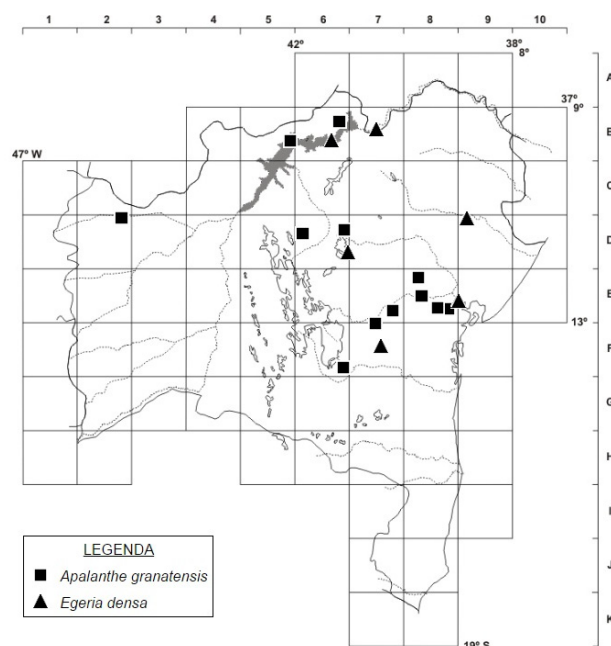 1 2 3 4 5 6 7 8 9 10
42° 38°
8°
A
37°
9°
B
47° W
C
D
E
13°
F
G
H
I
J
K
19° S
LEGENDA
Apalanthe granatensis
Egeria densa